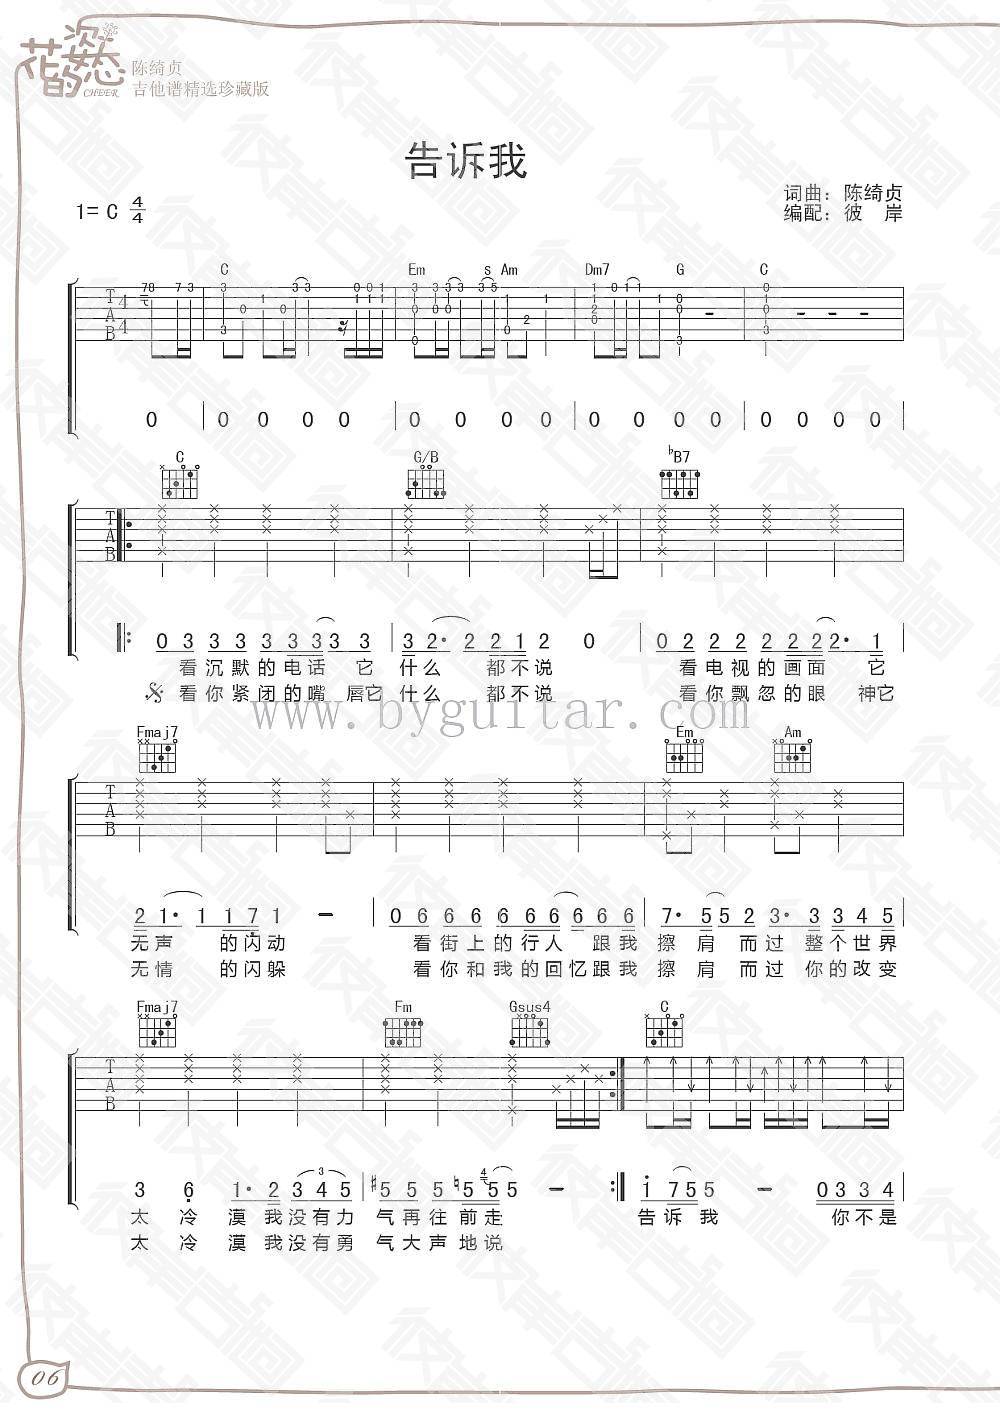 花的姿态
CHEER
陈绮贞
吉他谱精选珍藏版
告诉我
1= C 4/4
词曲：陈绮贞
编配：彼 岸
C Em s Am Dm7 G C
T A B 4 4
78 7 3
0 0 0 0 0 0 0 0 0 0 0 0 0 0 0 0 0
C G/B ♭B7
T A B
0 3 3 3 3 3 3 3 3 3 2· 2 2 1 2 0 0 2 2 2 2 2 2 2· 1
看沉默的电话 它 什么 都不说 看电视的画面 它
看你紧闭的嘴 唇它 什么 都不说 看你飘忽的眼 神它
www.byguitar.com
Fmaj7 Em Am
T A B
2 1· 1 1 7 1 – 0 6 6 6 6 6 6 6 6 6 7· 5 5 2 3· 3 3 4 5
无声 的闪动 看街上的行人 跟我 擦肩而过 整个世界
无情 的闪躲 看你和我的回忆跟我 擦肩而过 你的改变
Fmaj7 Fm Gsus4 C
T A B
3 6 1· 2 3 4 5 #5 5 5 ♮5 5 5 – 1· 7 5 5 – 0 3 3 4
太冷漠我没有力气再往前走 告诉我 你不是
太冷漠我没有勇气大声地说
06